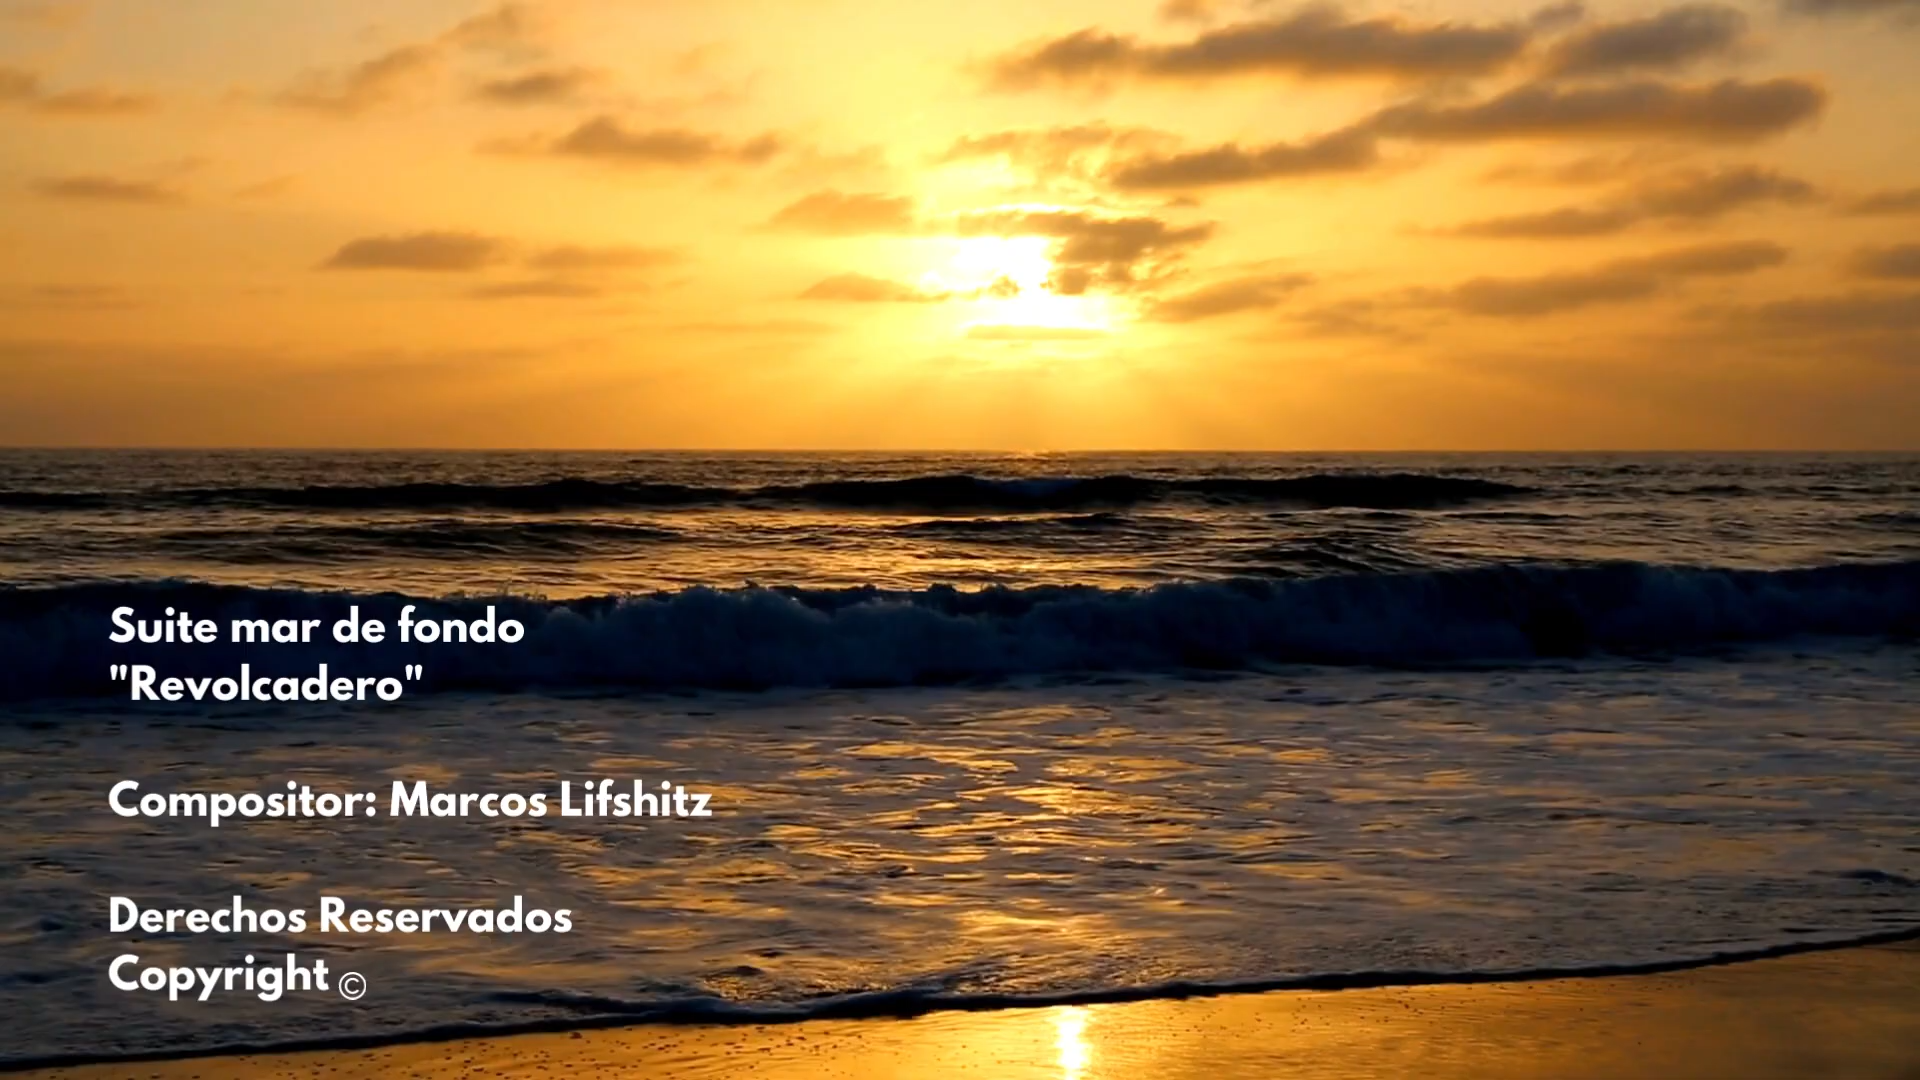 Suite mar de fondo
"Revolcadero"
Compositor: Marcos Lifshitz
Derechos Reservados
Copyright ©